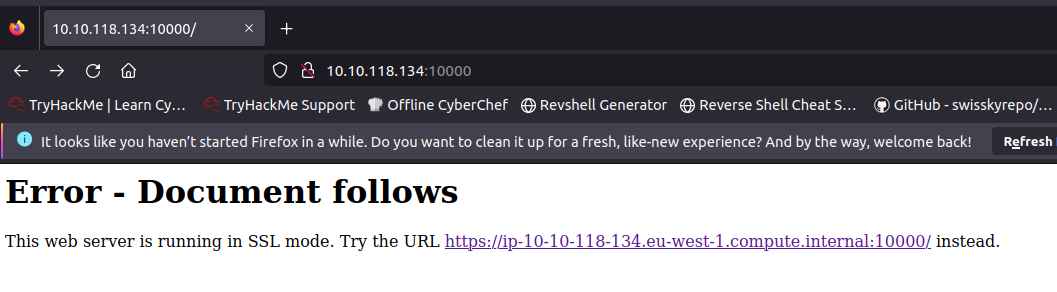 10.10.118.134:10000/
10.10.118.134:10000
TryHackMe | Learn Cy… TryHackMe Support Offline CyberChef Revshell Generator Reverse Shell Cheat S… GitHub - swisskyrepo/…
It looks like you haven’t started Firefox in a while. Do you want to clean it up for a fresh, like-new experience? And by the way, welcome back! Refresh
Error - Document follows
This web server is running in SSL mode. Try the URL https://ip-10-10-118-134.eu-west-1.compute.internal:10000/ instead.